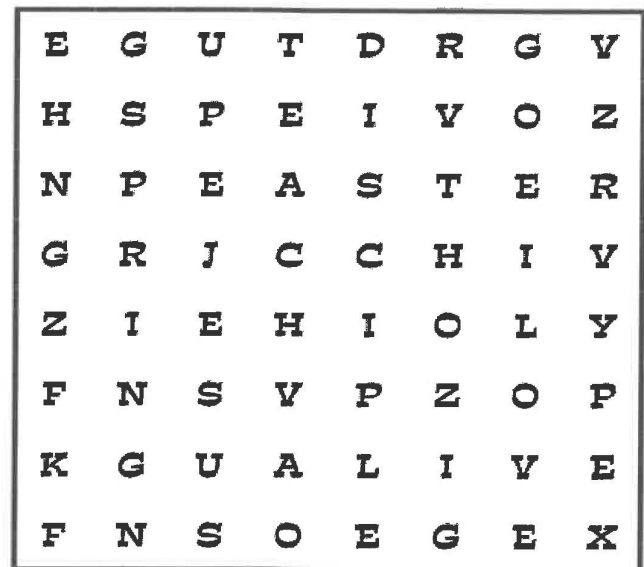 E G U T D R G V
H S P E I V O Z
N P E A S T E R
G R J C C H I V
Z I E H I O L Y
F N S V P Z O P
K G U A L I V E
F N S O E G E X